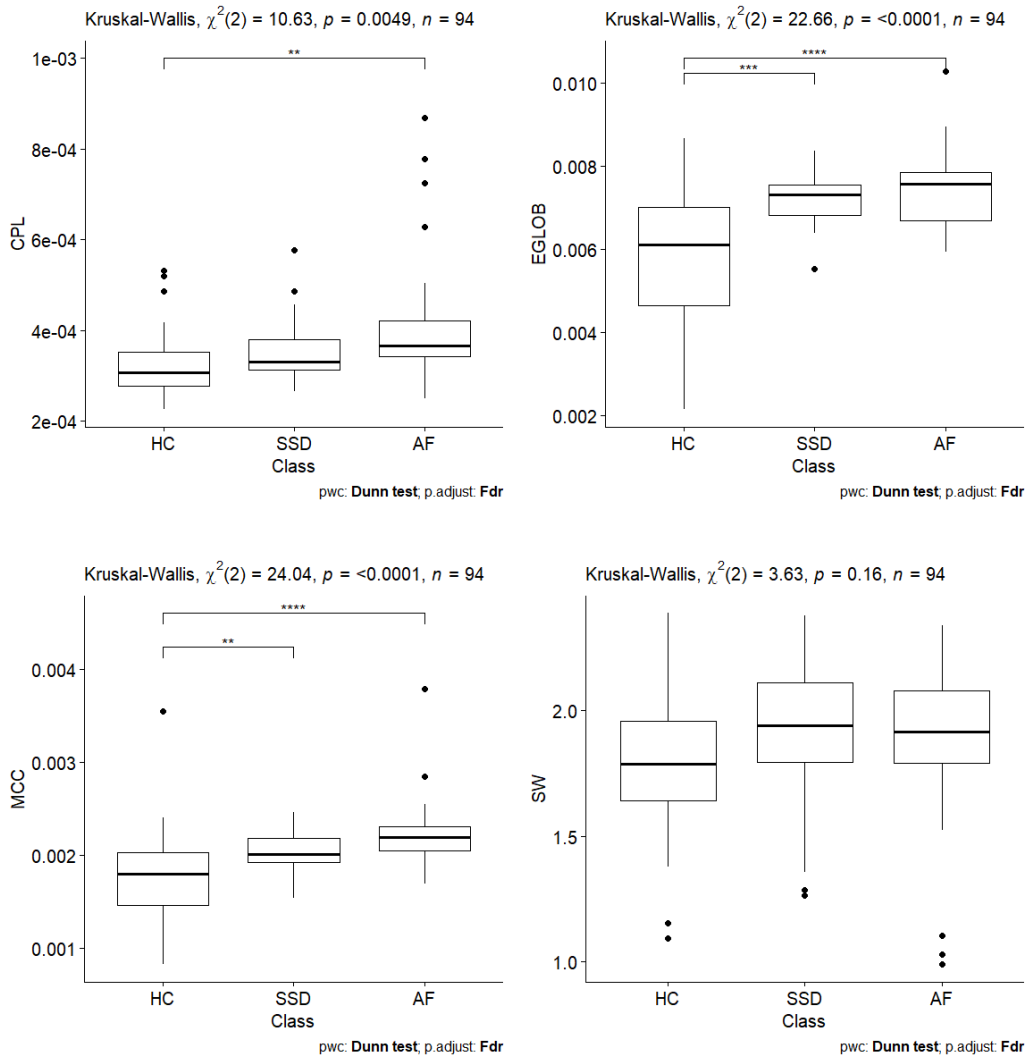 Kruskal-Wallis, χ²(2) = 10.63, p = 0.0049, n = 94
1e-03
8e-04
6e-04
4e-04
2e-04
CPL
**
HC SSD AF
Class
pwc: Dunn test; p.adjust: Fdr
Kruskal-Wallis, χ²(2) = 22.66, p = <0.0001, n = 94
0.010
0.008
0.006
0.004
0.002
EGLOB
****
***
HC SSD AF
Class
pwc: Dunn test; p.adjust: Fdr
Kruskal-Wallis, χ²(2) = 24.04, p = <0.0001, n = 94
0.004
0.003
0.002
0.001
MCC
****
**
HC SSD AF
Class
pwc: Dunn test; p.adjust: Fdr
Kruskal-Wallis, χ²(2) = 3.63, p = 0.16, n = 94
2.0
1.5
1.0
SW
HC SSD AF
Class
pwc: Dunn test; p.adjust: Fdr